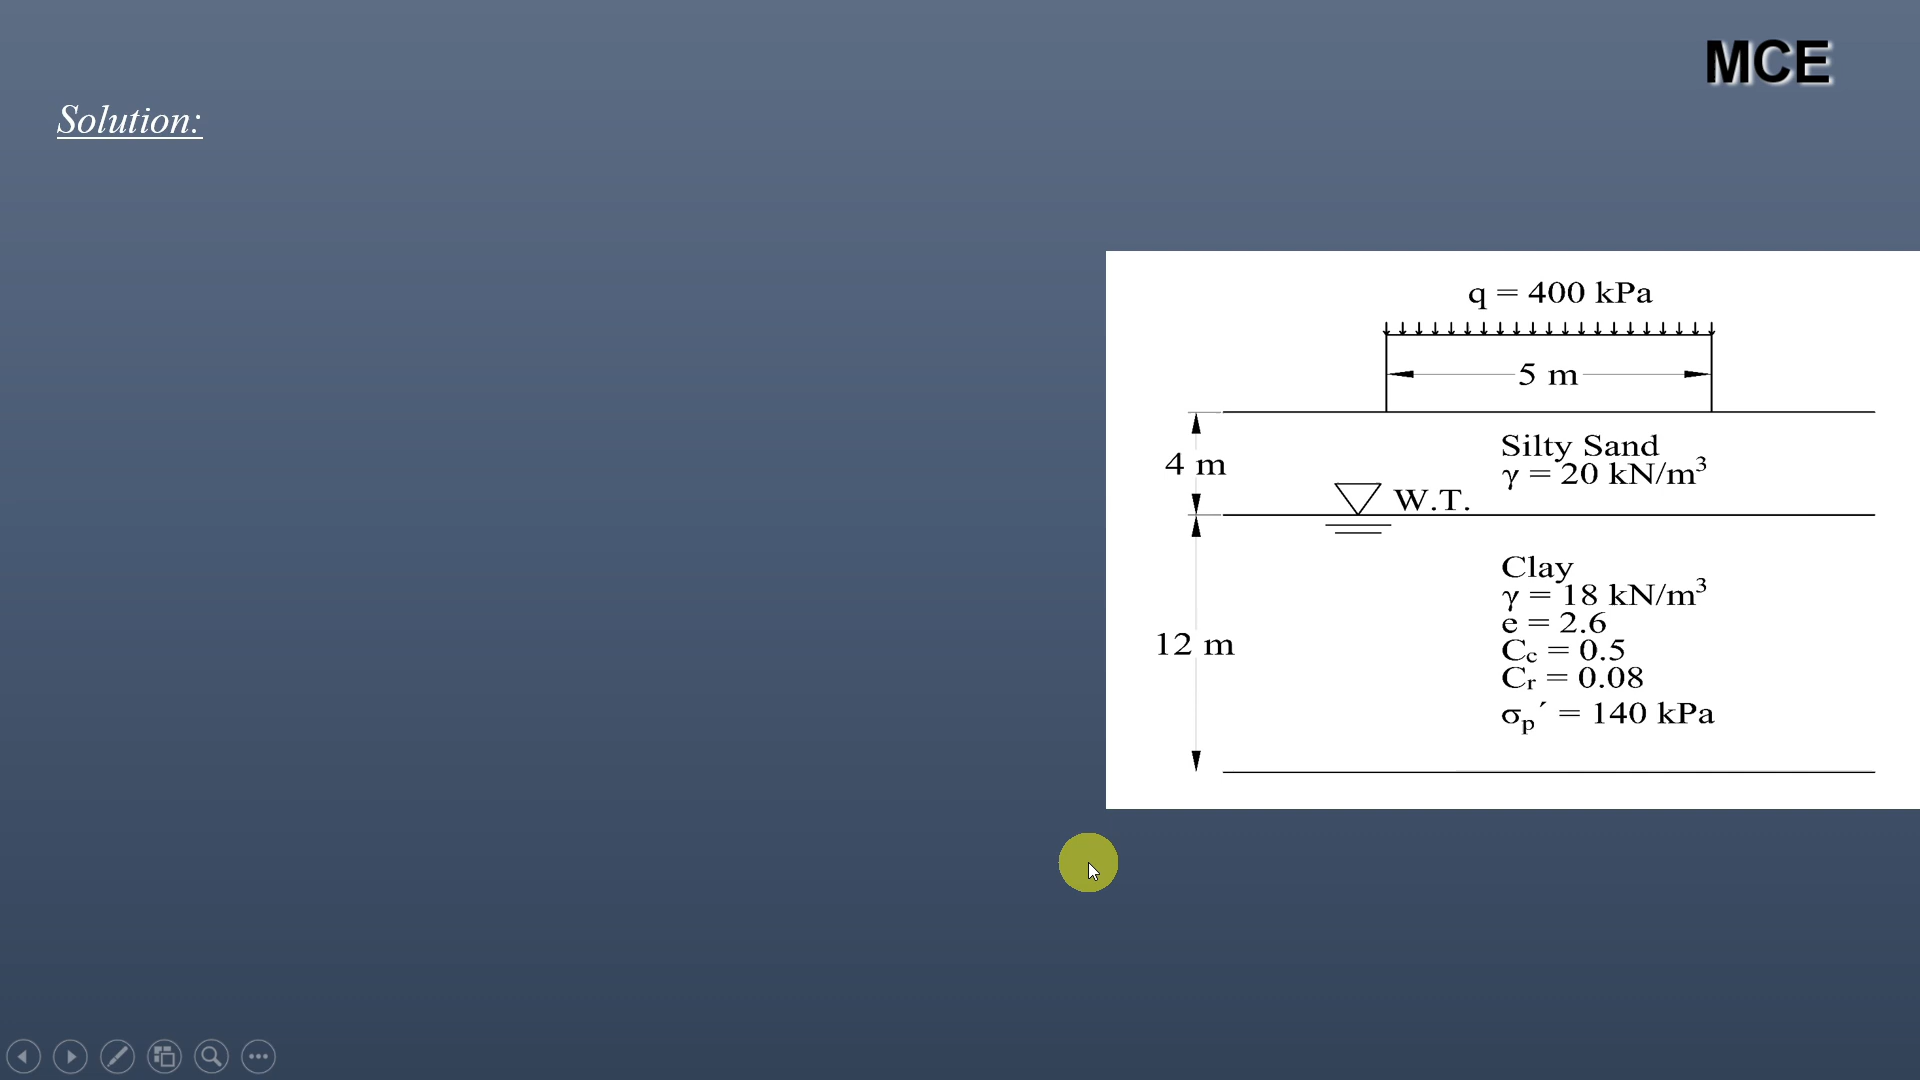 MCE
Solution:
q = 400 kPa
5 m
Silty Sand
γ = 20 kN/m³
4 m
W.T.
Clay
γ = 18 kN/m³
e = 2.6
12 m
Cc = 0.5
Cr = 0.08
σp´ = 140 kPa